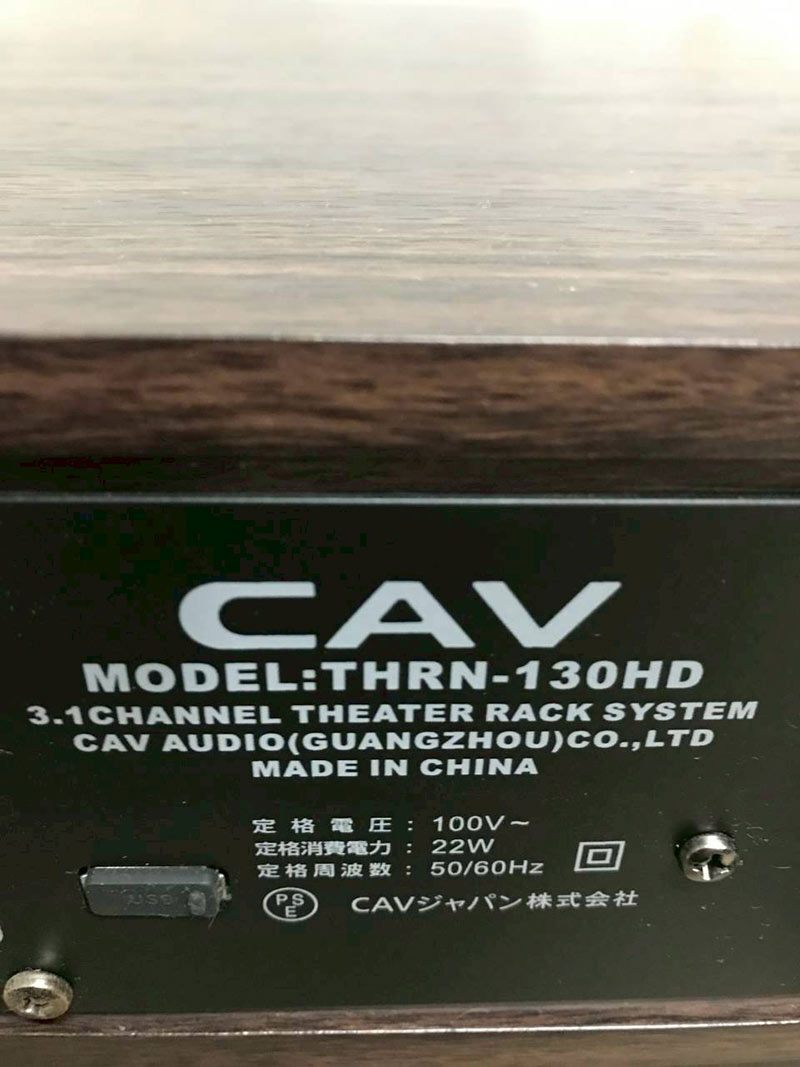 CAV
MODEL:THRN-130HD
3.1CHANNEL THEATER RACK SYSTEM
CAV AUDIO(GUANGZHOU)CO.,LTD
MADE IN CHINA
定格電圧：100V~
定格消費電力：22W
定格周波数：50/60Hz
PSE CAVジャパン株式会社